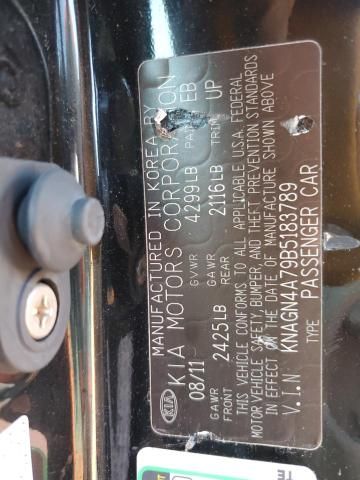 MANUFACTURED IN KOREA BY
KIA KIA MOTORS CORPORATION
08/11 GVWR 4299LB PAINT EB
GAWR FRONT 2425LB GAWR REAR 2116LB TRIM UP
THIS VEHICLE CONFORMS TO ALL APPLICABLE U.S.A. FEDERAL
MOTOR VEHICLE SAFETY, BUMPER, AND THEFT PREVENTION STANDARDS
IN EFFECT ON THE DATE OF MANUFACTURE SHOWN ABOVE
V.I.N KNAGN4A79B5183789
TYPE PASSENGER CAR